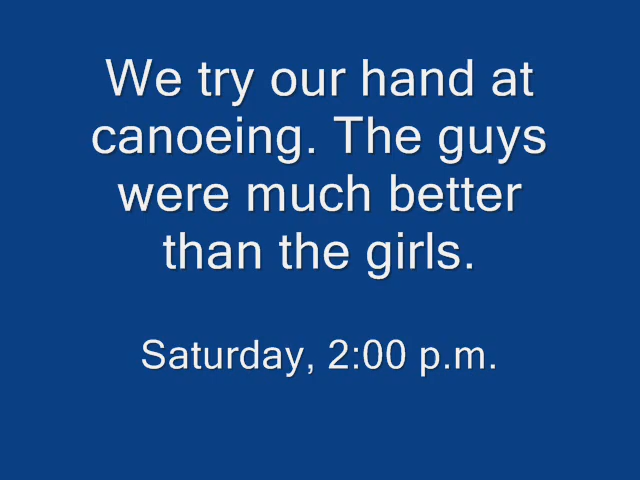 We try our hand at
canoeing. The guys
were much better
than the girls.
Saturday, 2:00 p.m.